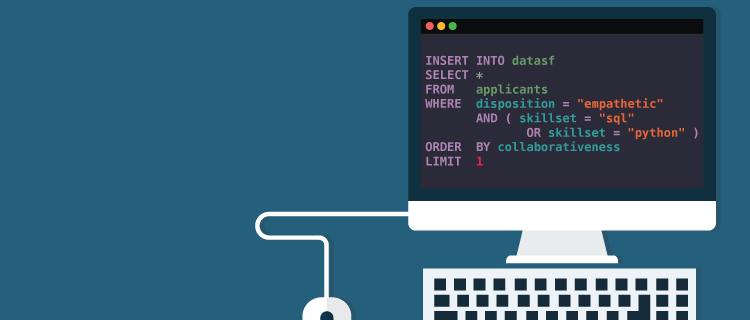 INSERT INTO datasf
SELECT *
FROM applicants
WHERE disposition = "empathetic"
AND ( skillset = "sql"
OR skillset = "python" )
ORDER BY collaborativeness
LIMIT 1